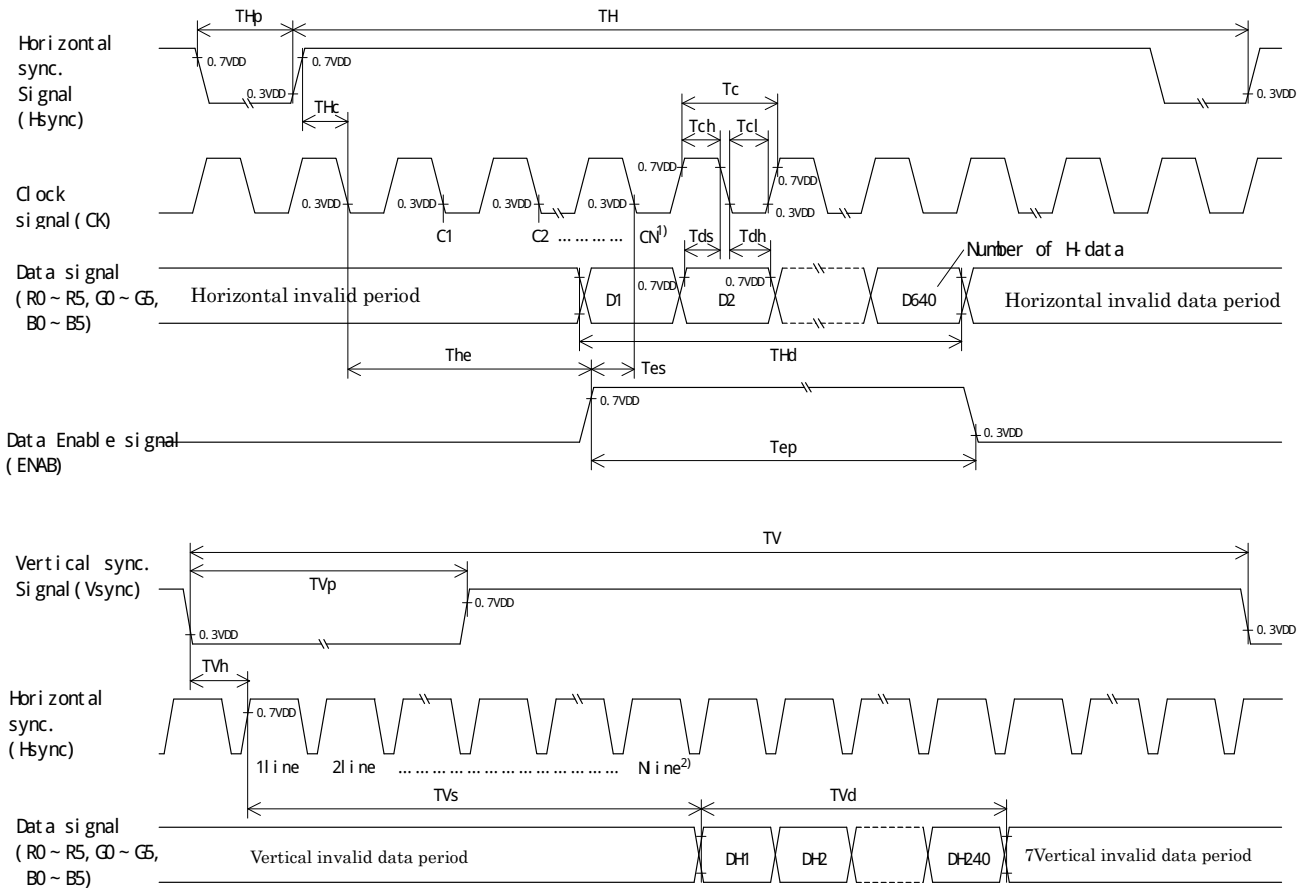 THp
TH
Horizontal
sync.
Signal
(Hsync)
0.7VDD
0.3VDD
0.7VDD
0.3VDD
THc
Tc
Tch
Tcl
Clock
signal(CK)
0.3VDD
0.3VDD
0.3VDD
0.3VDD
0.7VDD
0.7VDD
0.3VDD
C1
C2 ............ CN1)
Tds
Tdh
Number of H-data
Data signal
(R0~R5, G0~G5,
B0~B5)
Horizontal invalid period
D1
0.7VDD
D2
0.7VDD
D640
Horizontal invalid data period
The
Tes
THd
0.7VDD
Data Enable signal
(ENAB)
0.3VDD
Tep
TV
Vertical sync.
Signal(Vsync)
TVp
0.7VDD
0.3VDD
0.3VDD
TVh
Horizontal
sync.
(Hsync)
0.7VDD
1line 2line ................................. Nline2)
TVs
TVd
Data signal
(R0~R5, G0~G5,
B0~B5)
Vertical invalid data period
DH1
DH2
DH240
7Vertical invalid data period